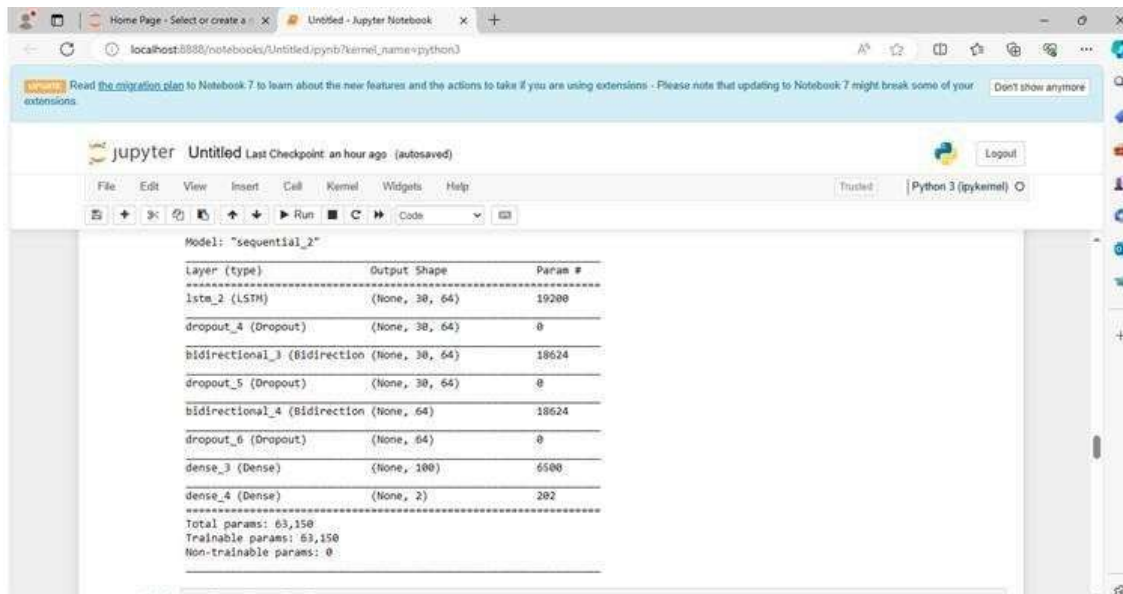 Home Page - Select or create a n
Untitled - Jupyter Notebook
localhost:8888/notebooks/Untitled.ipynb?kernel_name=python3
Read the migration plan to Notebook 7 to learn about the new features and the actions to take if you are using extensions - Please note that updating to Notebook 7 might break some of your
extensions.
Don't show anymore
jupyter Untitled Last Checkpoint an hour ago (autosaved)
Logout
File Edit View Insert Cell Kernel Widgets Help
Trusted Python 3 (ipykernel)
Run Code
Model: "sequential_2"
Layer (type) Output Shape Param #
lstm_2 (LSTM) (None, 30, 64) 19200
dropout_4 (Dropout) (None, 30, 64) 0
bidirectional_3 (Bidirection (None, 30, 64) 18624
dropout_5 (Dropout) (None, 30, 64) 0
bidirectional_4 (Bidirection (None, 64) 18624
dropout_6 (Dropout) (None, 64) 0
dense_3 (Dense) (None, 100) 6500
dense_4 (Dense) (None, 2) 202
Total params: 63,150
Trainable params: 63,150
Non-trainable params: 0